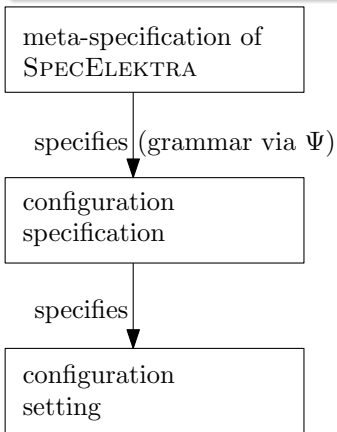 meta-specification of
SPECELEKTRA
specifies (grammar via Ψ)
configuration
specification
specifies
configuration
setting